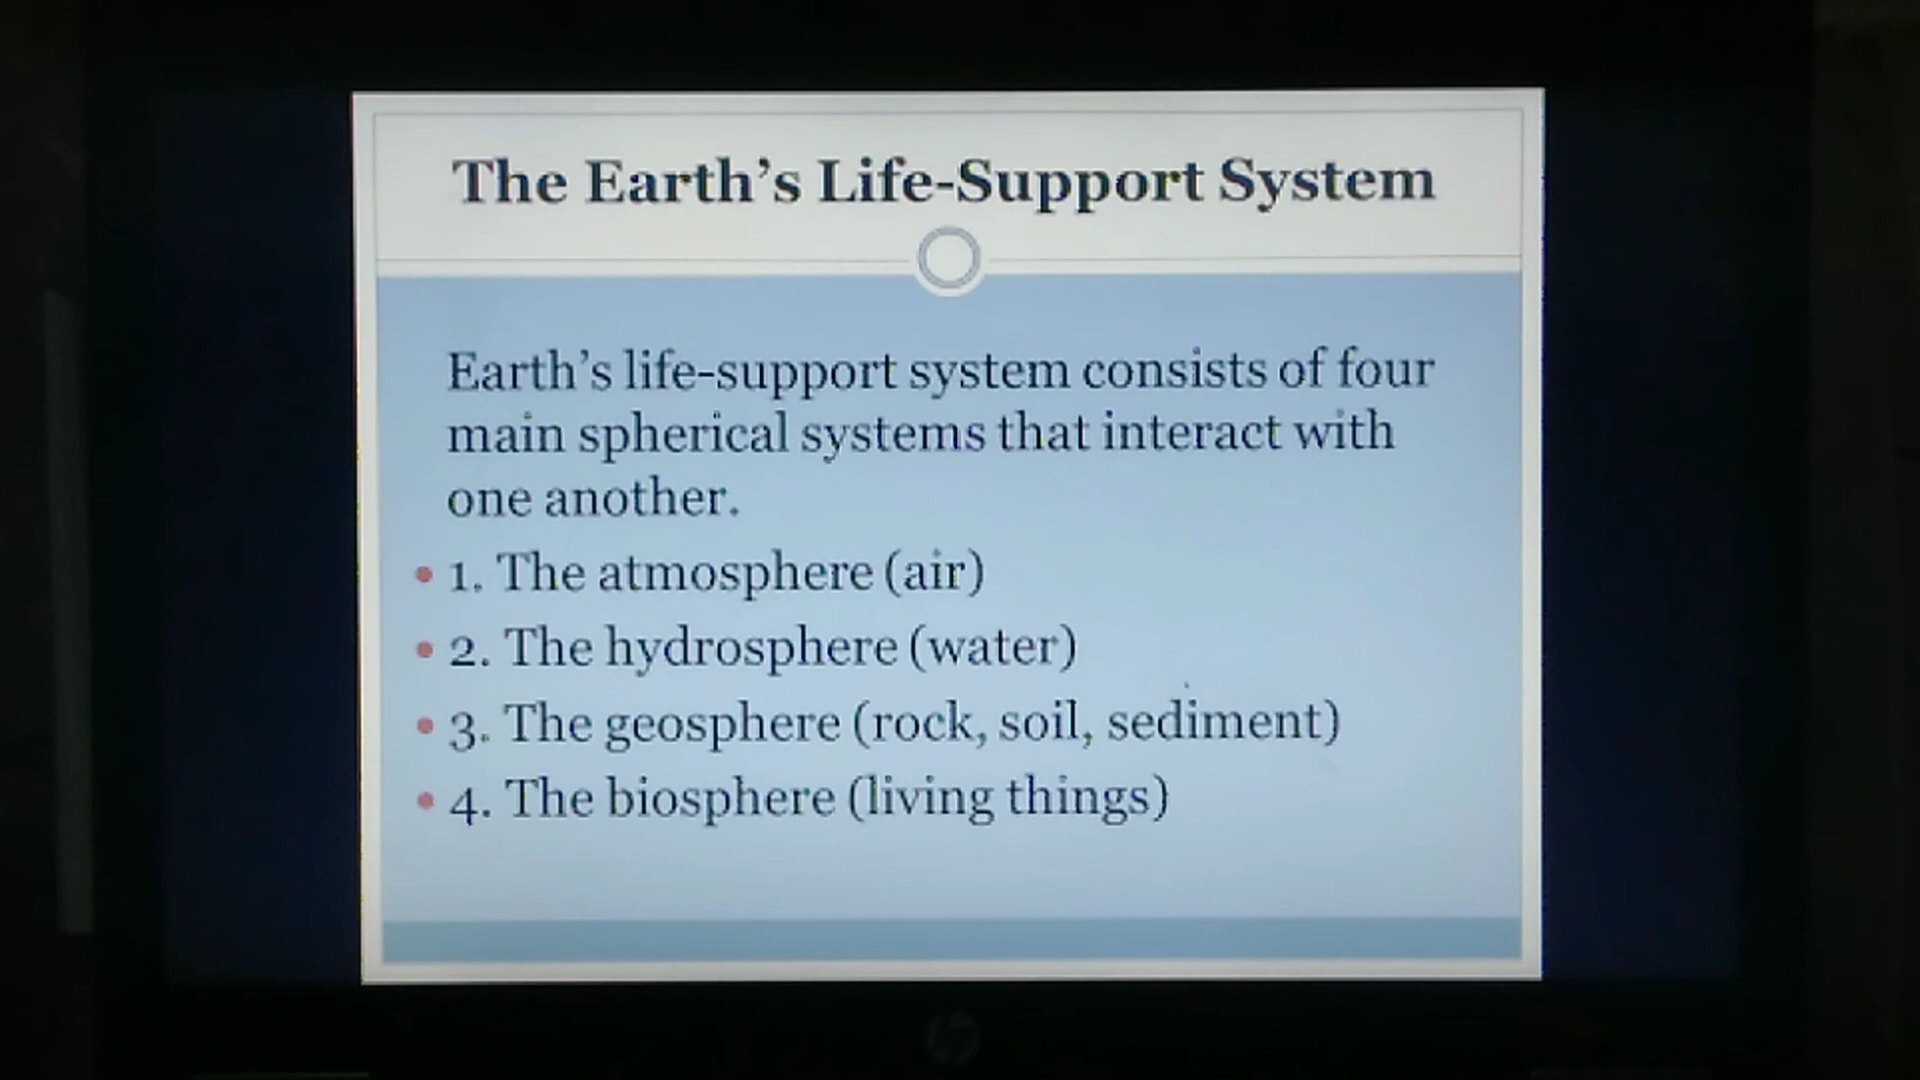 The Earth’s Life-Support System
Earth’s life-support system consists of four
main spherical systems that interact with
one another.
• 1. The atmosphere (air)
• 2. The hydrosphere (water)
• 3. The geosphere (rock, soil, sediment)
• 4. The biosphere (living things)
hp